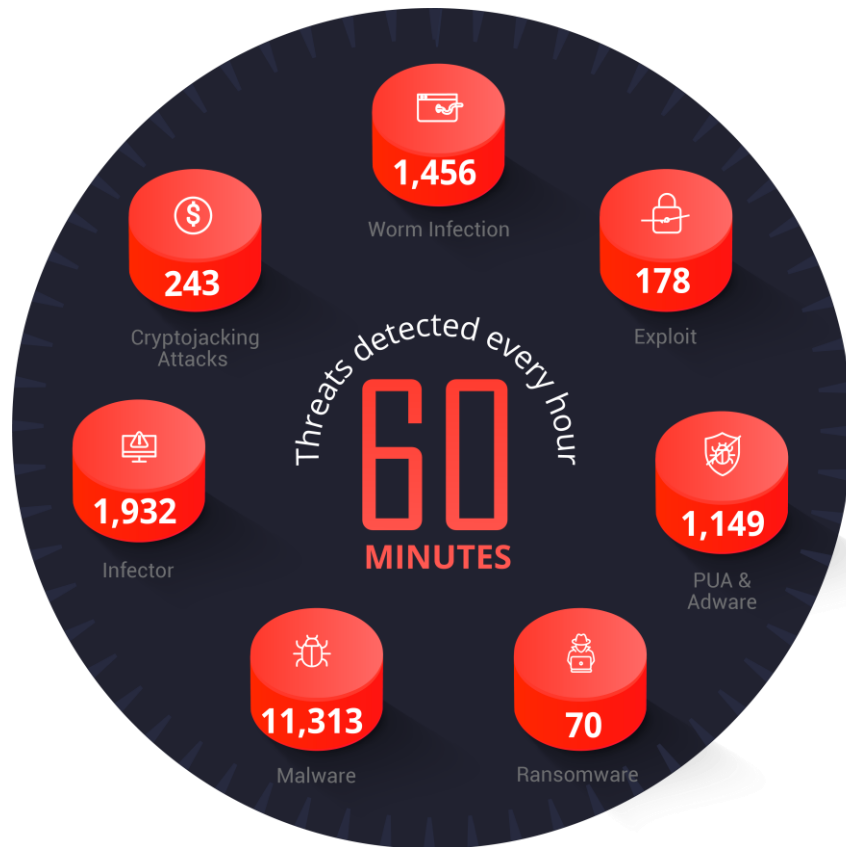 1,456
Worm Infection
243
Cryptojacking
Attacks
178
Exploit
Threats detected every hour
60
MINUTES
1,932
Infector
1,149
PUA &
Adware
11,313
Malware
70
Ransomware